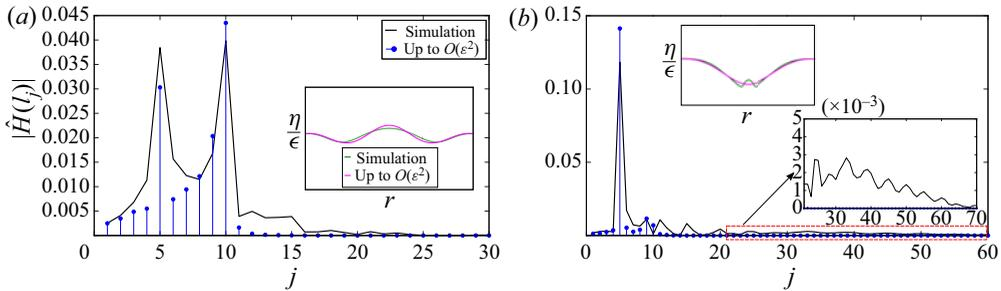 (a)
0.045
0.040
0.035
0.030
0.025
0.020
0.015
0.010
0.005
|Ĥ(l_j)|
Simulation
Up to O(ε²)
η/ϵ
Simulation
Up to O(ε²)
r
0 5 10 15 20 25 30
j
(b)
0.15
0.10
0.05
η/ϵ
r
(×10⁻³)
5
4
3
2
1
0
30 40 50 60 70
0 10 20 30 40 50 60
j